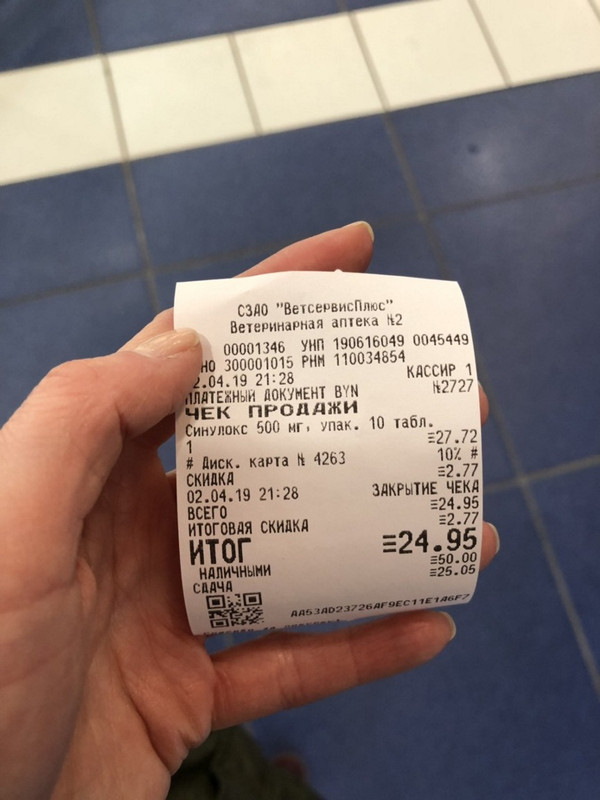 СЗАО "ВетсервисПлюс"
Ветеринарная аптека №2
00001346 УНП 190616049 0045449
НО 300001015 РНМ 110034854
2.04.19 21:28 КАССИР 1
ПЛАТЕЖНЫЙ ДОКУМЕНТ BYN №2727
ЧЕК ПРОДАЖИ
Синулокс 500 мг, упак. 10 табл.
1 ≡27.72
# Диск. карта N 4263 10% #
СКИДКА ≡2.77
02.04.19 21:28 ЗАКРЫТИЕ ЧЕКА
ВСЕГО ≡24.95
ИТОГОВАЯ СКИДКА ≡2.77
ИТОГ ≡24.95
НАЛИЧНЫМИ ≡50.00
СДАЧА ≡25.05
AA53AD23726AF9EC11E1A6F7